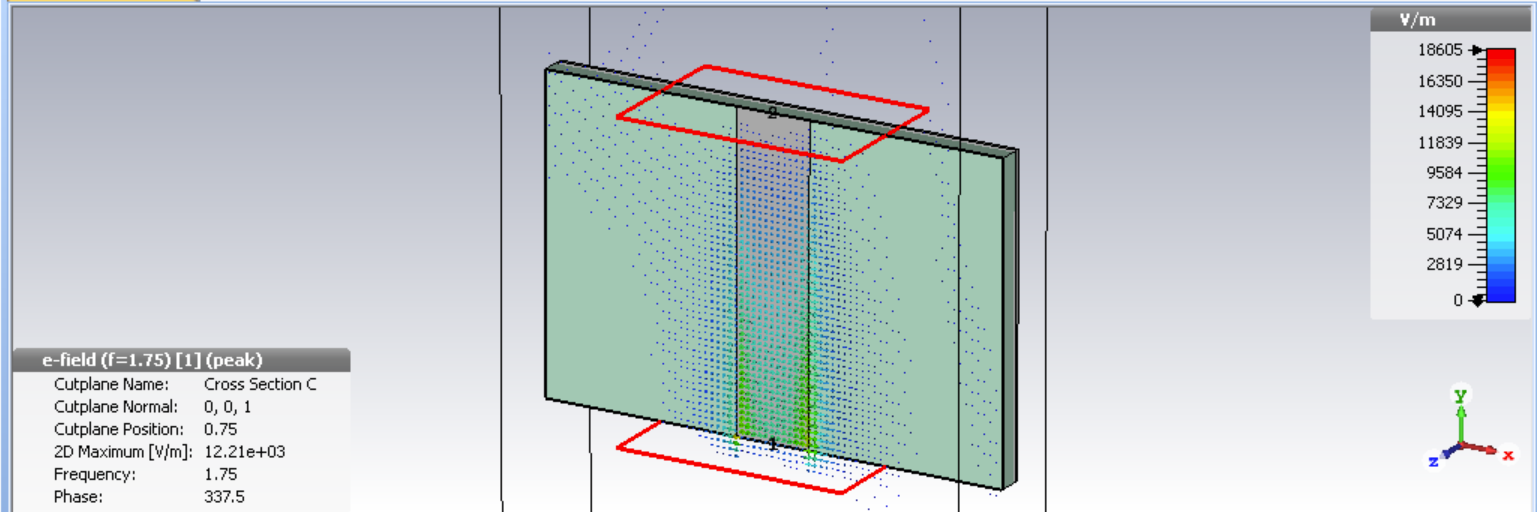 V/m
18605
16350
14095
11839
9584
7329
5074
2819
0
2
1
e-field (f=1.75) [1] (peak)
Cutplane Name: Cross Section C
Cutplane Normal: 0, 0, 1
Cutplane Position: 0.75
2D Maximum [V/m]: 12.21e+03
Frequency: 1.75
Phase: 337.5
y
z
x